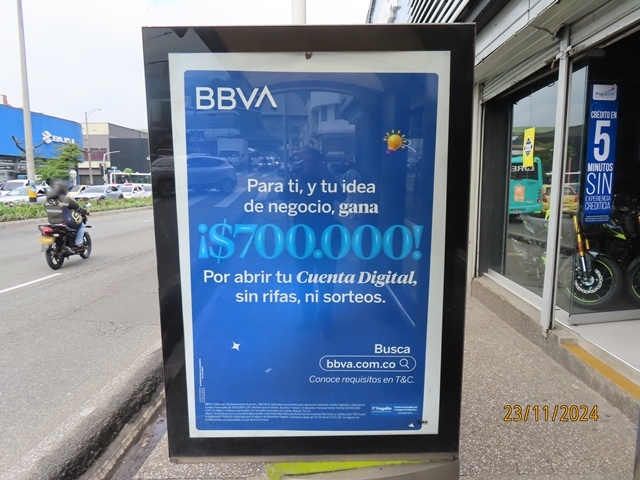 BBVA
Para ti, y tu idea
de negocio, gana
¡$700.000!
Por abrir tu Cuenta Digital,
sin rifas, ni sorteos.
Busca
bbva.com.co
Conoce requisitos en T&C.
BAJAJ
CRÉDITO EN
5
MINUTOS
SIN
EXPERIENCIA
CREDITICIA
23/11/2024